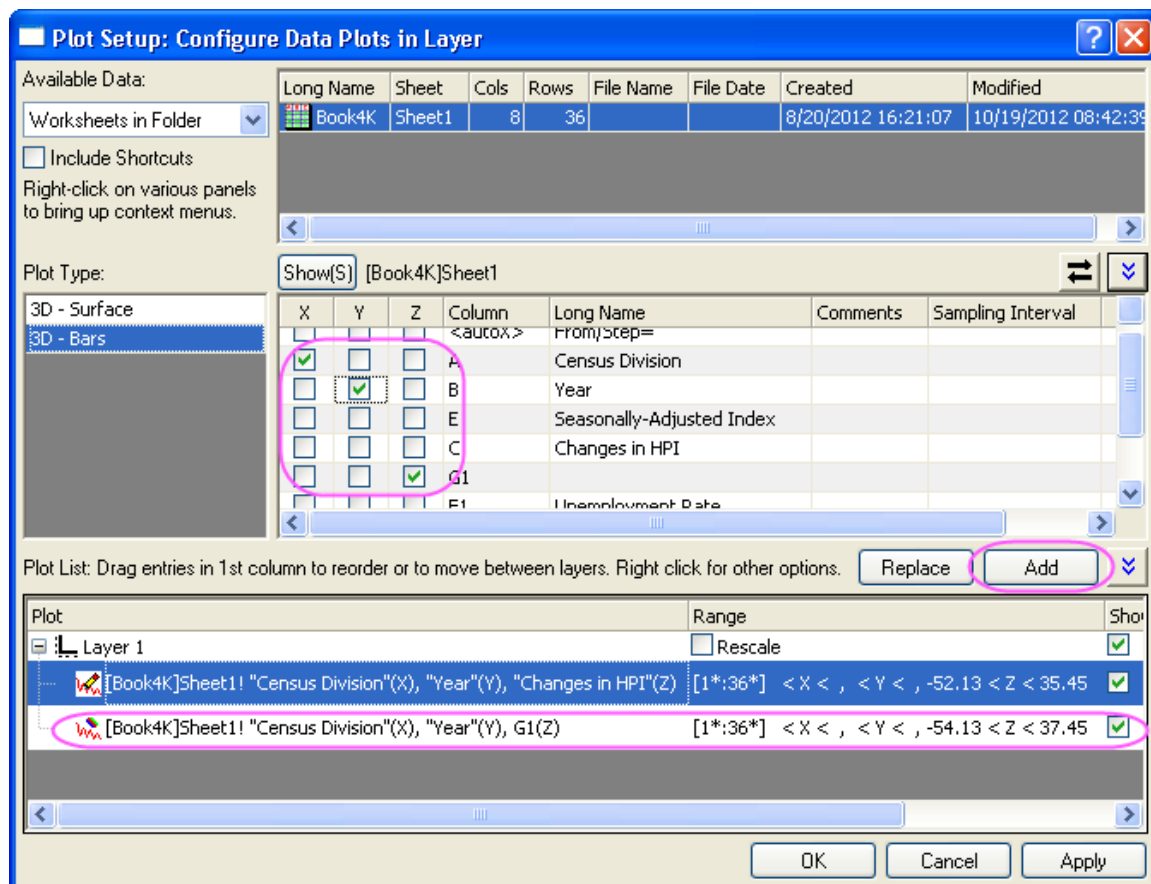 Plot Setup: Configure Data Plots in Layer
Available Data:
Worksheets in Folder
Include Shortcuts
Right-click on various panels
to bring up context menus.
Long Name Sheet Cols Rows File Name File Date Created Modified
Book4K Sheet1 8 36 8/20/2012 16:21:07 10/19/2012 08:42:39
Plot Type:
3D - Surface
3D - Bars
Show(S) [Book4K]Sheet1
X Y Z Column Long Name Comments Sampling Interval
<autoX> From/Step=
A Census Division
B Year
E Seasonally-Adjusted Index
C Changes in HPI
G1
F1 Unemployment Rate
Plot List: Drag entries in 1st column to reorder or to move between layers. Right click for other options. Replace Add
Plot Range Sho
Layer 1 Rescale
[Book4K]Sheet1! "Census Division"(X), "Year"(Y), "Changes in HPI"(Z) [1*:36*] < X < , < Y < , -52.13 < Z < 35.45
[Book4K]Sheet1! "Census Division"(X), "Year"(Y), G1(Z) [1*:36*] < X < , < Y < , -54.13 < Z < 37.45
OK Cancel Apply